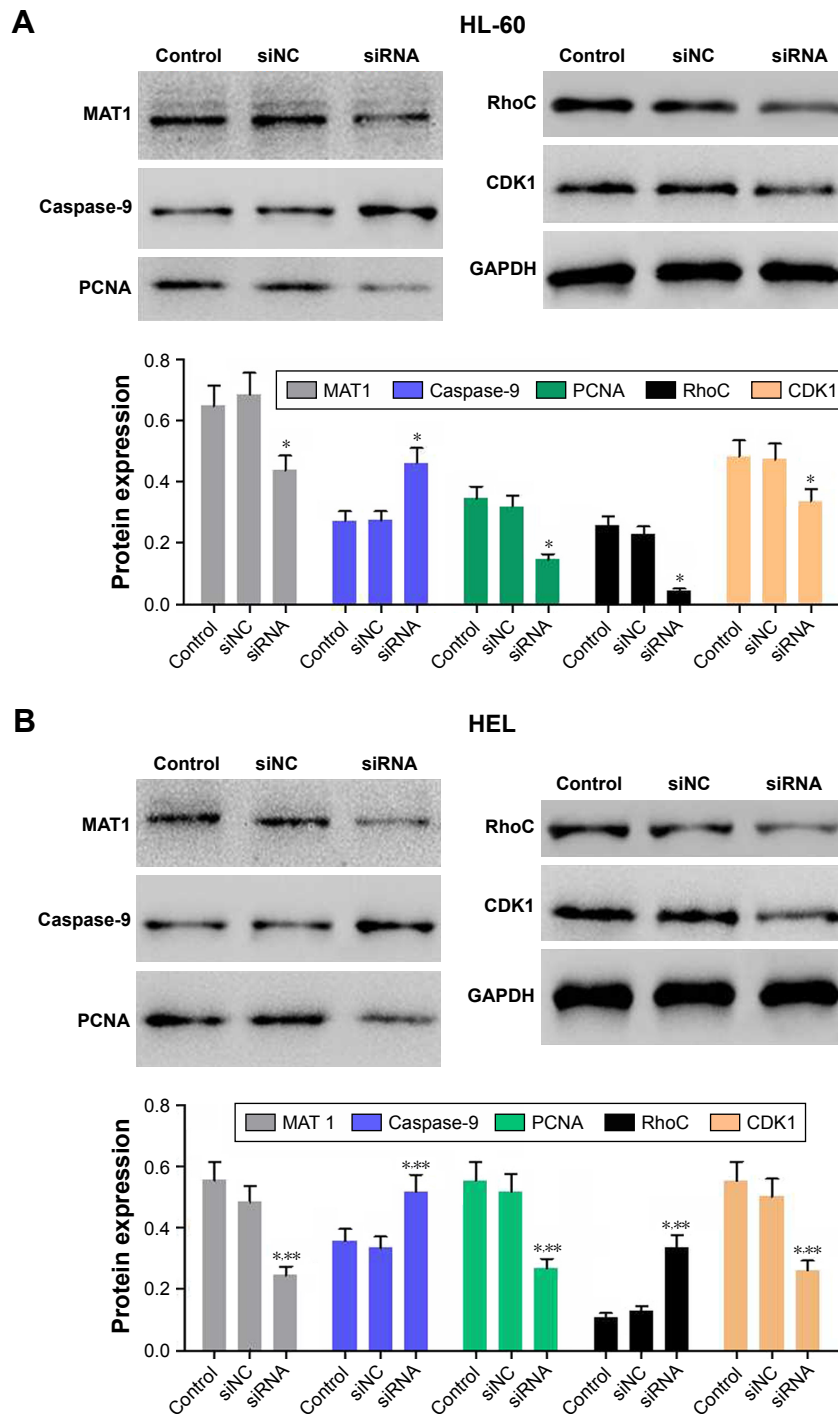 A
HL-60
Control siNC siRNA
MAT1
Caspase-9
PCNA
Control siNC siRNA
RhoC
CDK1
GAPDH
Protein expression
0.8
0.6
0.4
0.2
0.0
MAT1 Caspase-9 PCNA RhoC CDK1
* * * * *
Control siNC siRNA Control siNC siRNA Control siNC siRNA Control siNC siRNA Control siNC siRNA
B
HEL
Control siNC siRNA
MAT1
Caspase-9
PCNA
Control siNC siRNA
RhoC
CDK1
GAPDH
Protein expression
0.8
0.6
0.4
0.2
0.0
MAT 1 Caspase-9 PCNA RhoC CDK1
*,** *,** *,** *,** *,**
Control siNC siRNA Control siNC siRNA Control siNC siRNA Control siNC siRNA Control siNC siRNA